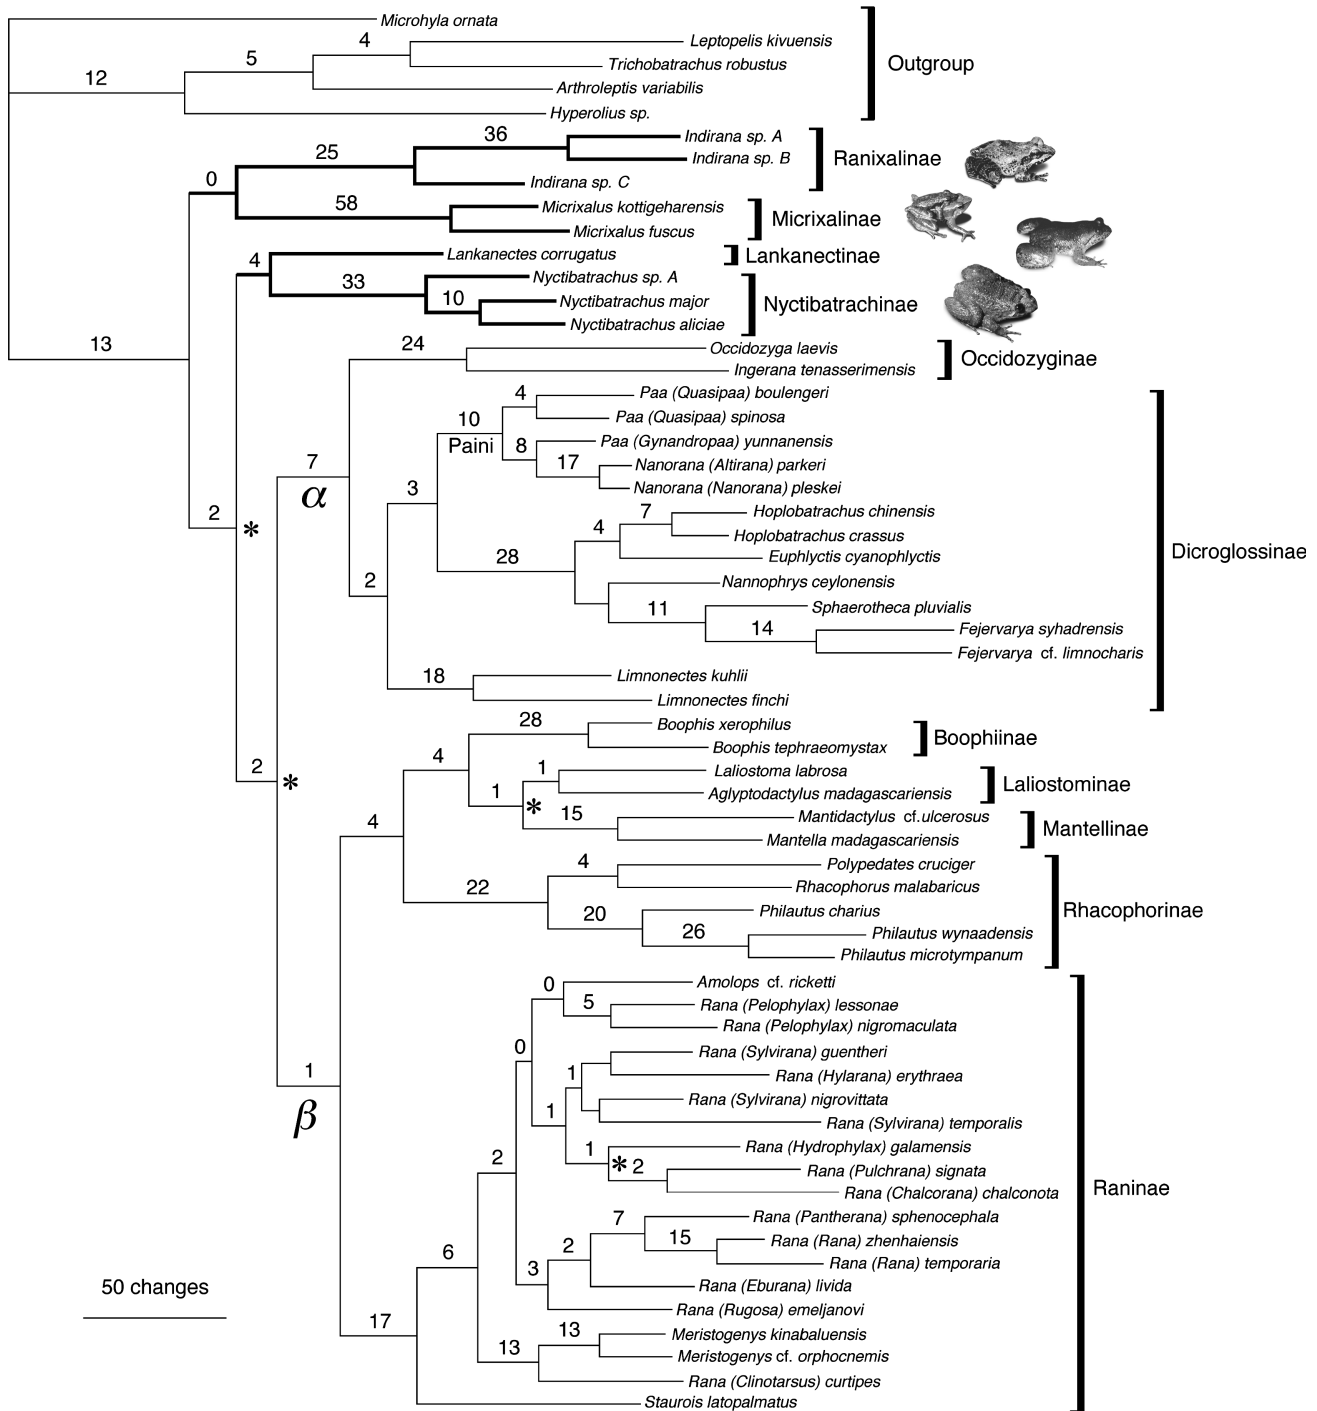 Microhyla ornata
4
Leptopelis kivuensis
5
Trichobatrachus robustus
Outgroup
12
Arthroleptis variabilis
Hyperolius sp.
36
Indirana sp. A
25
Indirana sp. B
Ranixalinae
0
Indirana sp. C
58
Micrixalus kottigeharensis
Micrixalinae
Micrixalus fuscus
4
Lankanectes corrugatus
Lankanectinae
33
Nyctibatrachus sp. A
10
Nyctibatrachus major
Nyctibatrachinae
Nyctibatrachus aliciae
13
24
Occidozyga laevis
Occidozyginae
Ingerana tenasserimensis
4
Paa (Quasipaa) boulengeri
10
Paa (Quasipaa) spinosa
Paini
8
Paa (Gynandropaa) yunnanensis
7
α
17
Nanorana (Altirana) parkeri
3
Nanorana (Nanorana) pleskei
7
Hoplobatrachus chinensis
2
*
4
Hoplobatrachus crassus
28
Euphlyctis cyanophlyctis
Dicroglossinae
2
Nannophrys ceylonensis
11
Sphaerotheca pluvialis
14
Fejervarya syhadrensis
Fejervarya cf. limnocharis
18
Limnonectes kuhlii
Limnonectes finchi
28
Boophis xerophilus
Boophiinae
4
Boophis tephraeomystax
2
*
1
Laliostoma labrosa
Laliostominae
1
*
Aglyptodactylus madagascariensis
15
Mantidactylus cf.ulcerosus
4
Mantellinae
Mantella madagascariensis
4
Polypedates cruciger
22
Rhacophorus malabaricus
20
Philautus charius
Rhacophorinae
26
Philautus wynaadensis
Philautus microtympanum
0
Amolops cf. ricketti
5
Rana (Pelophylax) lessonae
Rana (Pelophylax) nigromaculata
0
Rana (Sylvirana) guentheri
1
1
Rana (Hylarana) erythraea
β
1
Rana (Sylvirana) nigrovittata
Rana (Sylvirana) temporalis
1
Rana (Hydrophylax) galamensis
2
*
2
Rana (Pulchrana) signata
Rana (Chalcorana) chalconota
Raninae
7
Rana (Pantherana) sphenocephala
2
15
Rana (Rana) zhenhaiensis
6
3
Rana (Rana) temporaria
Rana (Eburana) livida
50 changes
Rana (Rugosa) emeljanovi
17
13
Meristogenys kinabaluensis
13
Meristogenys cf. orphocnemis
Rana (Clinotarsus) curtipes
Staurois latopalmatus